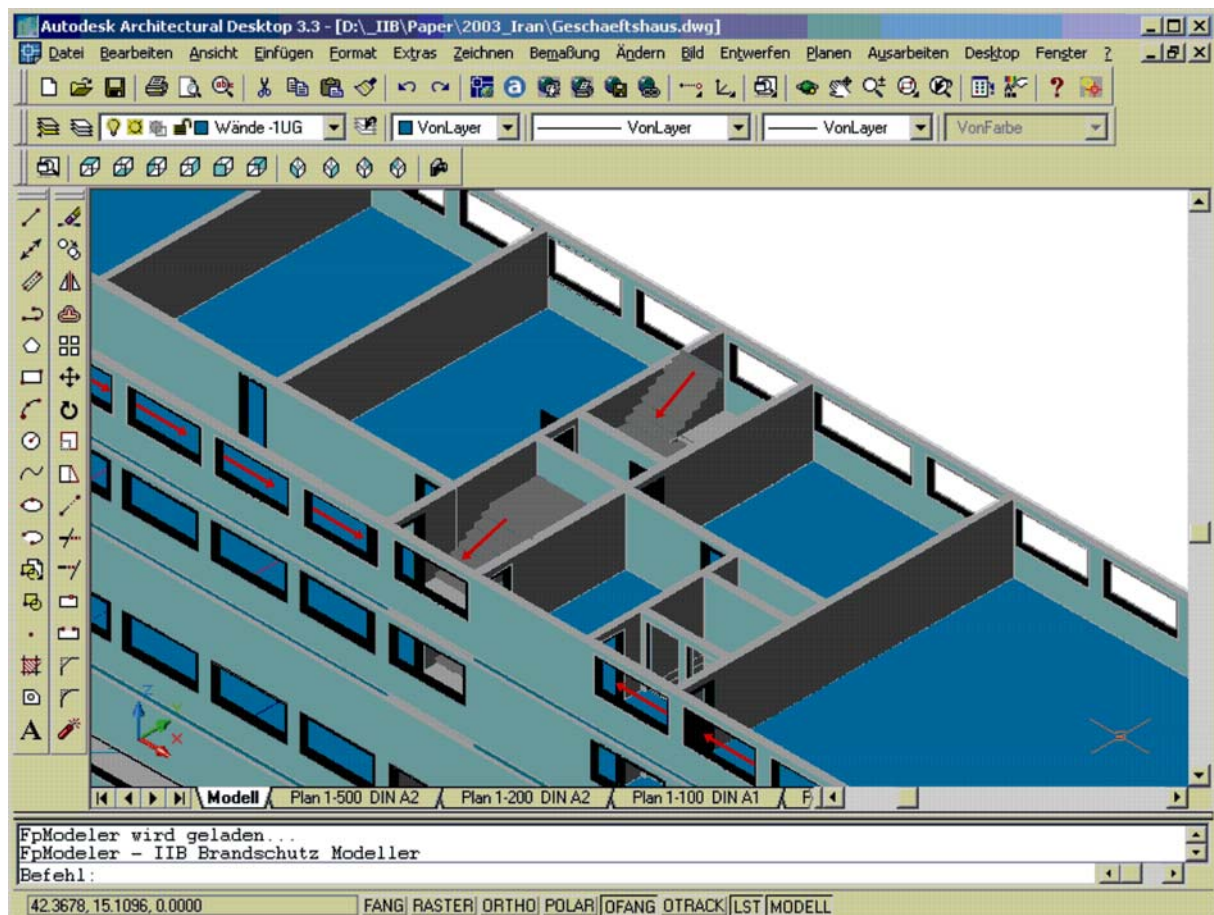 Autodesk Architectural Desktop 3.3 - [D:\_IIB\Paper\2003_Iran\Geschaeftshaus.dwg]
Datei Bearbeiten Ansicht Einfügen Format Extras Zeichnen Bemaßung Ändern Bild Entwerfen Planen Ausarbeiten Desktop Fenster ?
Wände -1UG VonLayer VonLayer VonLayer VonFarbe
A
Z
Y
X
Modell Plan 1-500 DIN A2 Plan 1-200 DIN A2 Plan 1-100 DIN A1
FpModeler wird geladen...
FpModeler - IIB Brandschutz Modeller
Befehl:
42.3678, 15.1096, 0.0000 FANG RASTER ORTHO POLAR OFANG OTRACK LST MODELL